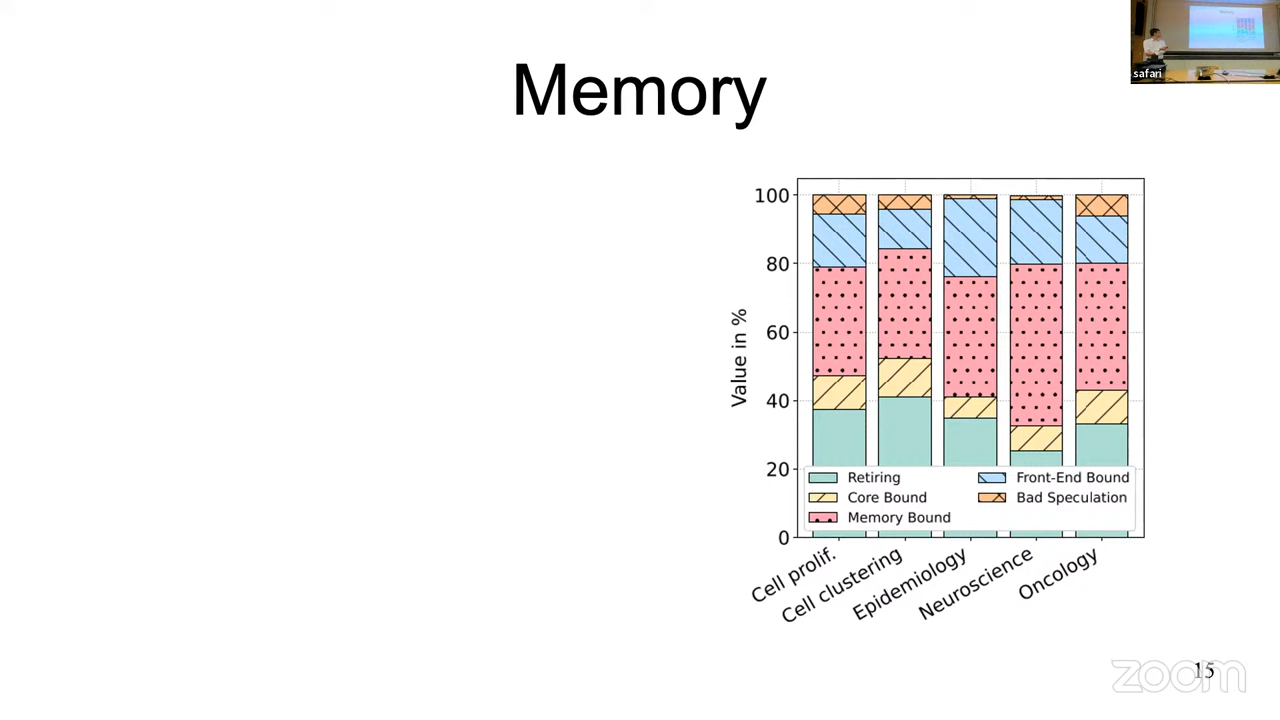 Memory
safari
100
80
60
40
20
0
Value in %
Retiring
Core Bound
Memory Bound
Front-End Bound
Bad Speculation
Cell prolif.
Cell clustering
Epidemiology
Neuroscience
Oncology
15
zoom